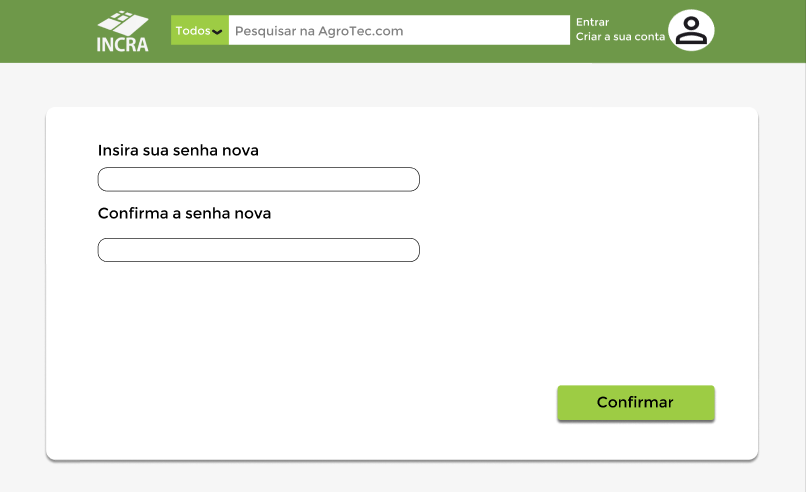 INCRA
Todos
Pesquisar na AgroTec.com
Entrar
Criar a sua conta
Insira sua senha nova
Confirma a senha nova
Confirmar